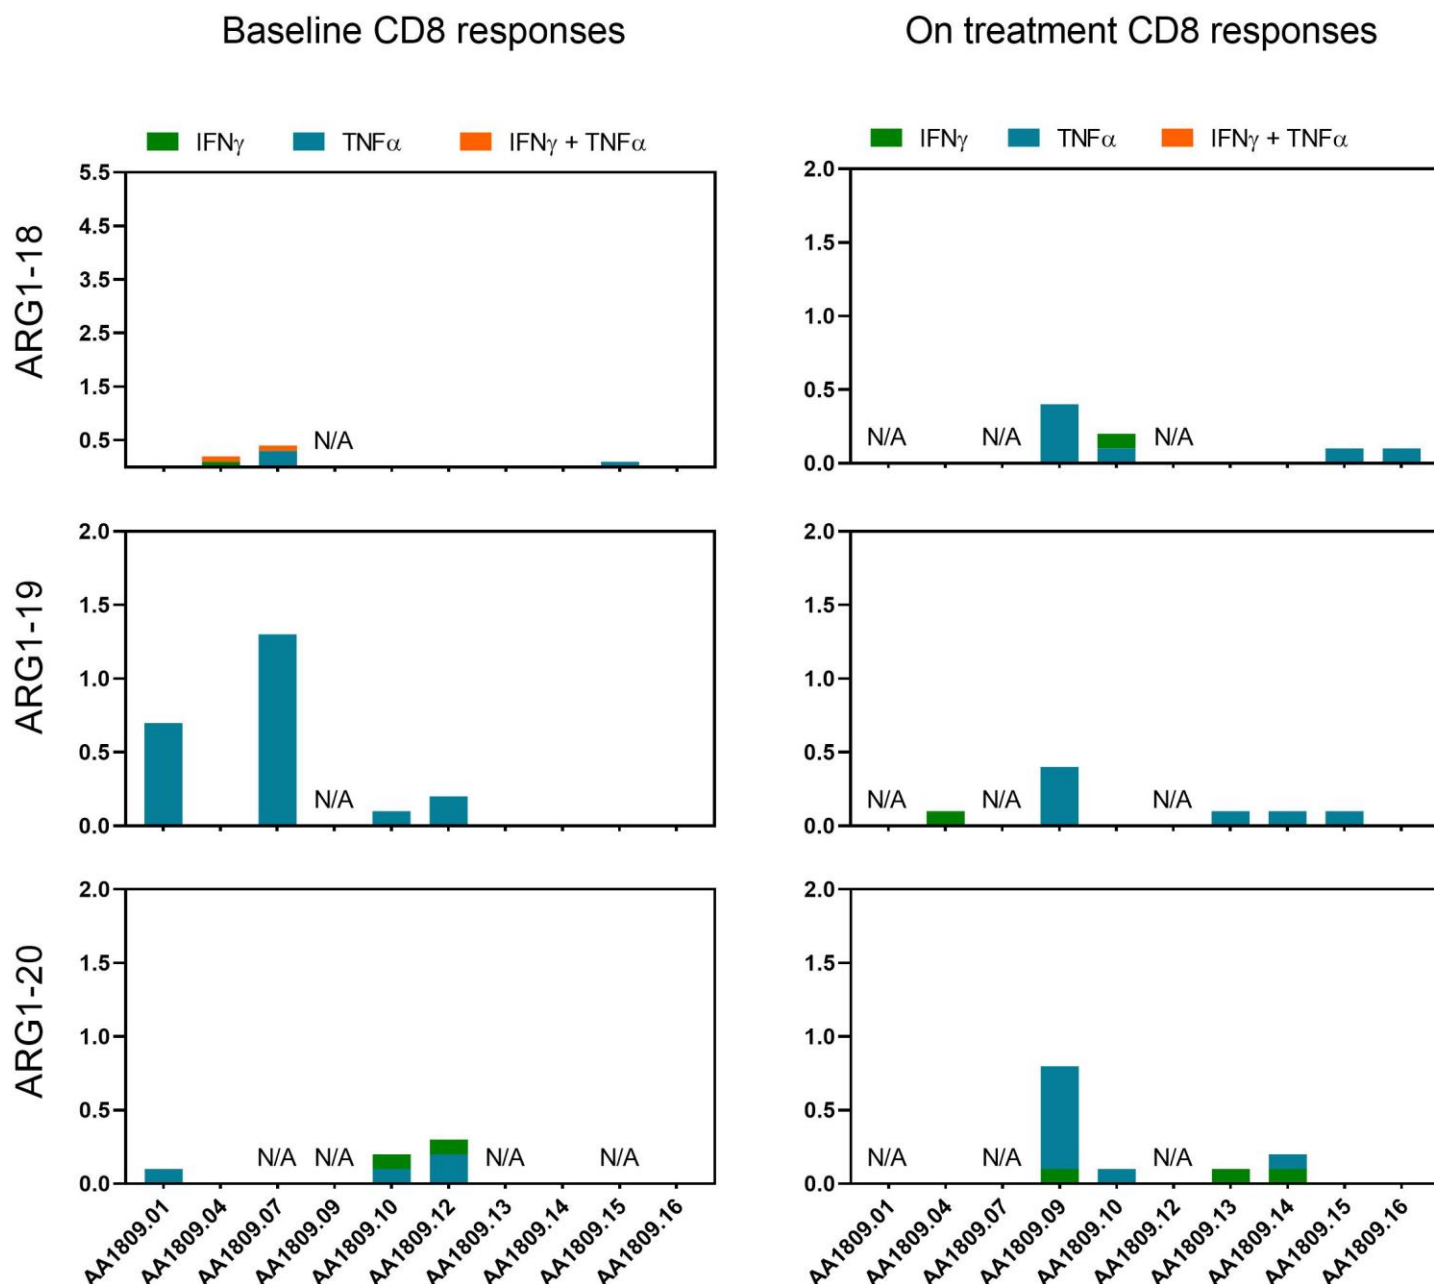 Baseline CD8 responses
On treatment CD8 responses
IFNγ TNFα IFNγ + TNFα
IFNγ TNFα IFNγ + TNFα
ARG1-18
5.5
4.5
3.5
2.5
1.5
0.5
N/A
2.0
1.5
1.0
0.5
0.0
N/A N/A N/A
ARG1-19
2.0
1.5
1.0
0.5
0.0
N/A
2.0
1.5
1.0
0.5
0.0
N/A N/A N/A
ARG1-20
2.0
1.5
1.0
0.5
0.0
N/A N/A N/A N/A
2.0
1.5
1.0
0.5
0.0
N/A N/A N/A
AA1809.01
AA1809.04
AA1809.07
AA1809.09
AA1809.10
AA1809.12
AA1809.13
AA1809.14
AA1809.15
AA1809.16
AA1809.01
AA1809.04
AA1809.07
AA1809.09
AA1809.10
AA1809.12
AA1809.13
AA1809.14
AA1809.15
AA1809.16